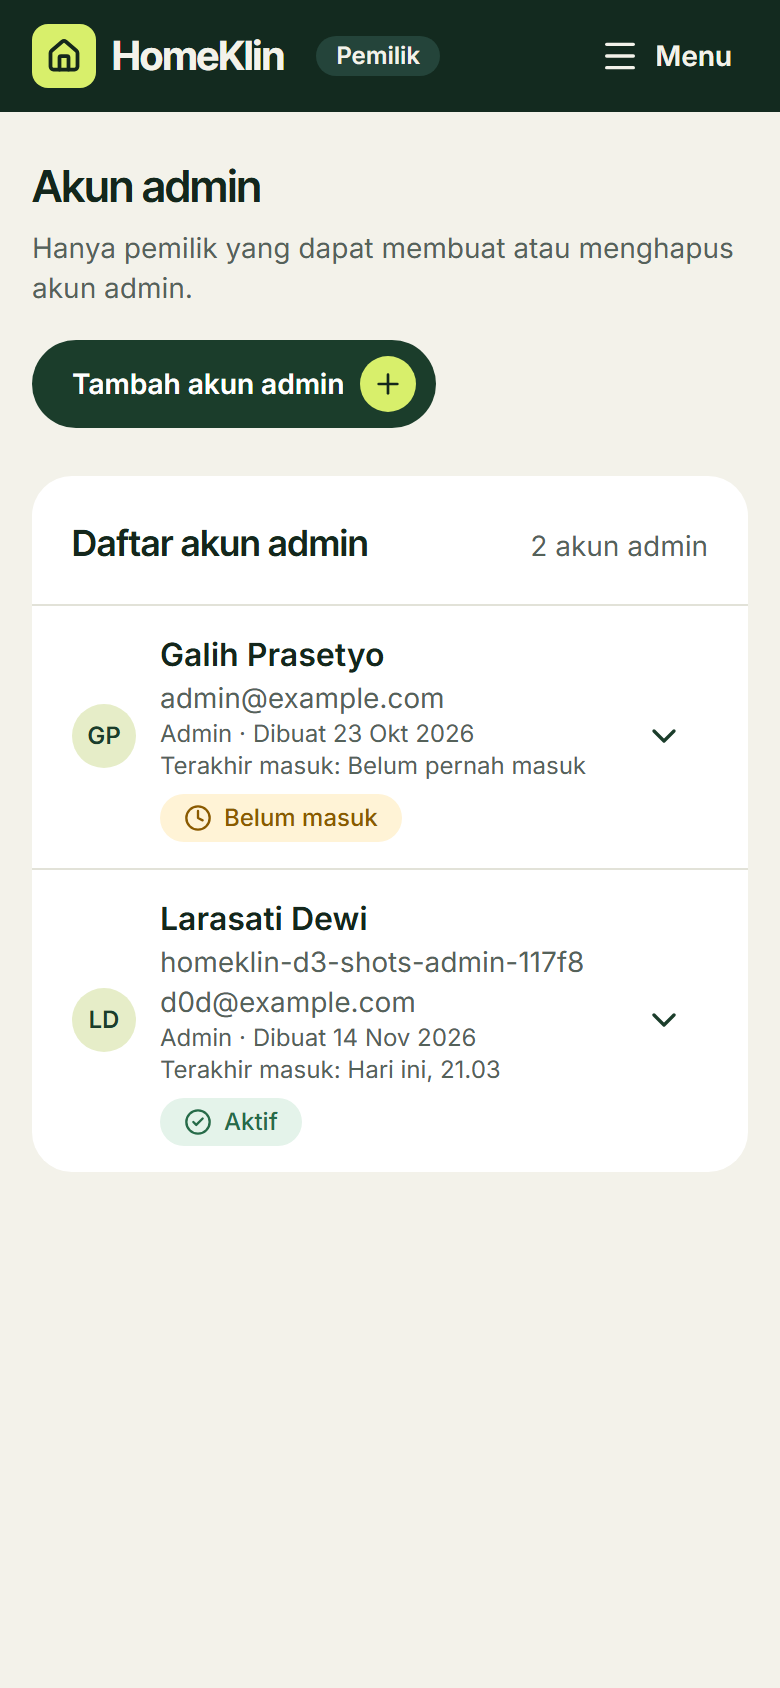 HomeKlin
Pemilik
Menu
Akun admin
Hanya pemilik yang dapat membuat atau menghapus
akun admin.
Tambah akun admin
Daftar akun admin
2 akun admin
GP
Galih Prasetyo
admin@example.com
Admin · Dibuat 23 Okt 2026
Terakhir masuk: Belum pernah masuk
Belum masuk
LD
Larasati Dewi
homeklin-d3-shots-admin-117f8
d0d@example.com
Admin · Dibuat 14 Nov 2026
Terakhir masuk: Hari ini, 21.03
Aktif